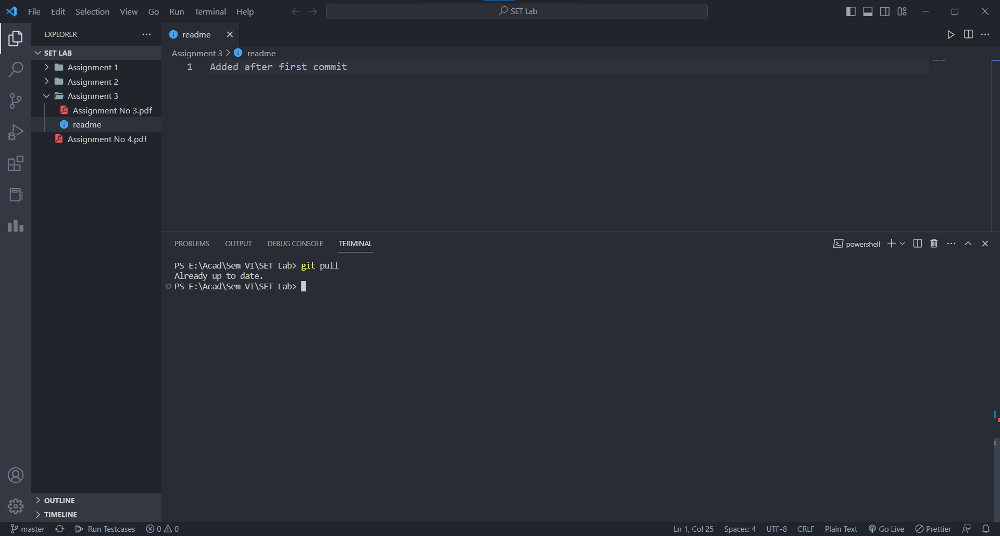 File Edit Selection View Go Run Terminal Help
SET Lab
EXPLORER
SET LAB
Assignment 1
Assignment 2
Assignment 3
Assignment No 3.pdf
readme
Assignment No 4.pdf
OUTLINE
TIMELINE
readme
Assignment 3 > readme
1 Added after first commit
PROBLEMS OUTPUT DEBUG CONSOLE TERMINAL
powershell
PS E:\Acad\Sem VI\SET Lab> git pull
Already up to date.
PS E:\Acad\Sem VI\SET Lab>
master Run Testcases 0 0 Ln 1, Col 25 Spaces: 4 UTF-8 CRLF Plain Text Go Live Prettier